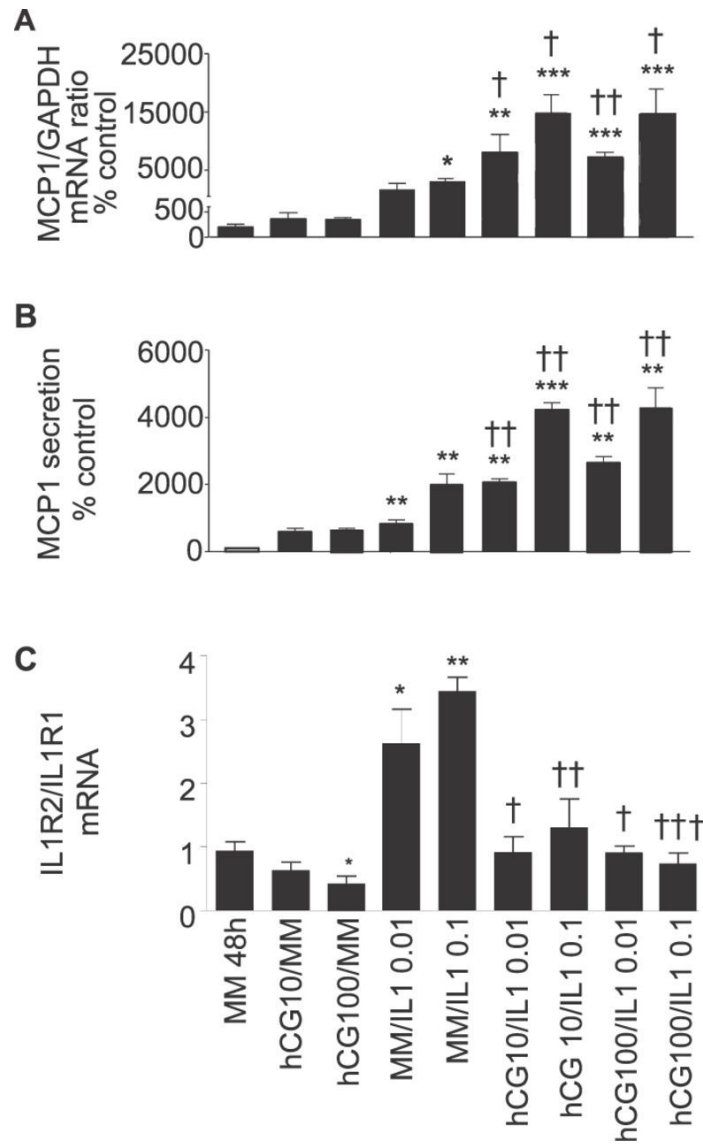 A
MCP1/GAPDH
mRNA ratio
% control
25000
15000
5000
500
0
*
†
**
†
***
††
***
†
***
B
MCP1 secretion
% control
6000
4000
2000
0
**
**
††
**
††
***
††
**
††
**
C
IL1R2/IL1R1
mRNA
4
3
2
1
0
*
*
**
†
††
†
†††
MM 48h
hCG10/MM
hCG100/MM
MM/IL1 0.01
MM/IL1 0.1
hCG10/IL1 0.01
hCG 10/IL1 0.1
hCG100/IL1 0.01
hCG100/IL1 0.1